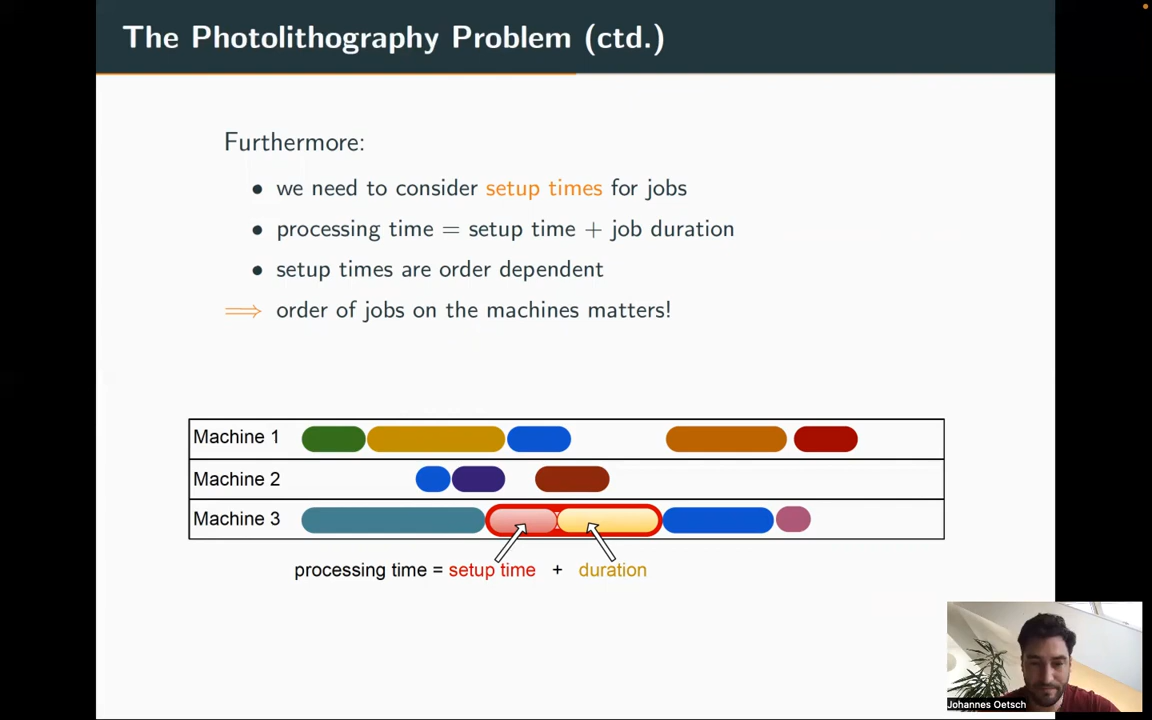 The Photolithography Problem (ctd.)
Furthermore:
• we need to consider setup times for jobs
• processing time = setup time + job duration
• setup times are order dependent
⟹ order of jobs on the machines matters!
Machine 1
Machine 2
Machine 3
processing time = setup time + duration
Johannes Oetsch